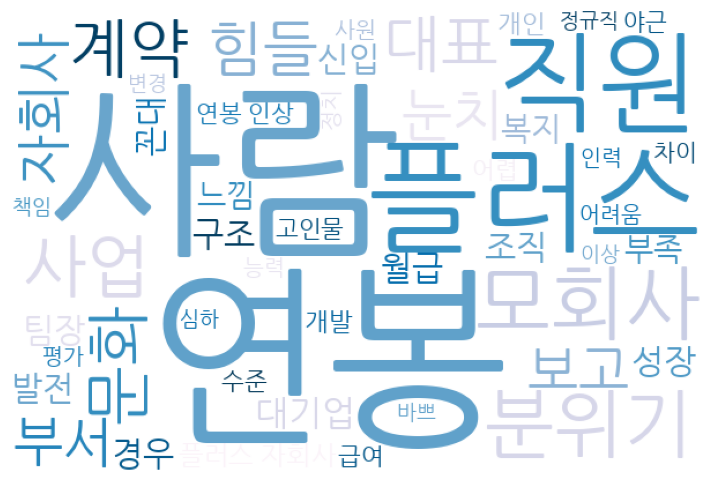 계약
힘들
대표
사원
개인
정규직 야근
자회사
변경
꼰대
신입
직원
사람
연봉 인상
정치
눈치
복지
어렵
인력
차이
플러스
책임
느낌
구조
고인물
어려움
사업
능력
월급
조직
이상
부족
팀장
평가
문화
심하
개발
연봉
모회사
발전
수준
보고
성장
부서
경우
대기업
바쁘
분위기
플러스 자회사
급여